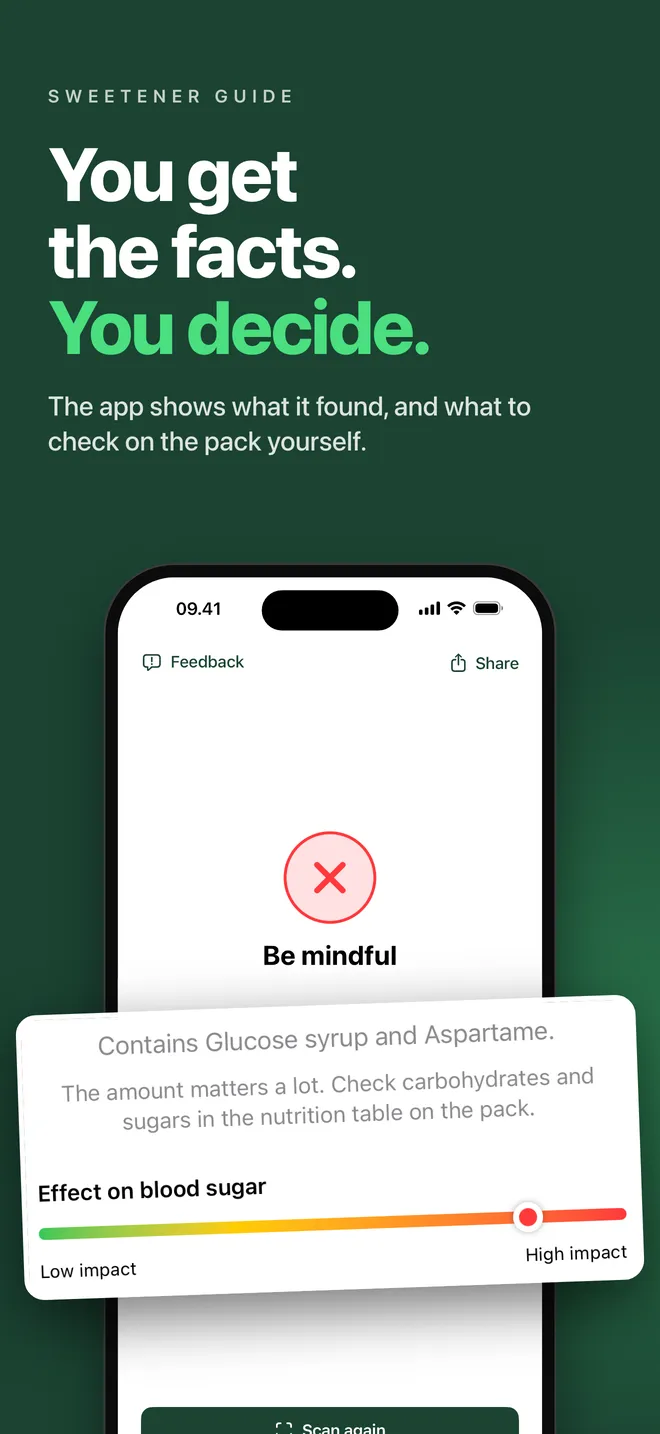 SWEETENER GUIDE
You get
the facts.
You decide.
The app shows what it found, and what to
check on the pack yourself.
09.41
Feedback
Share
Be mindful
Contains Glucose syrup and Aspartame.
The amount matters a lot. Check carbohydrates and
sugars in the nutrition table on the pack.
Effect on blood sugar
Low impact
High impact
Scan again